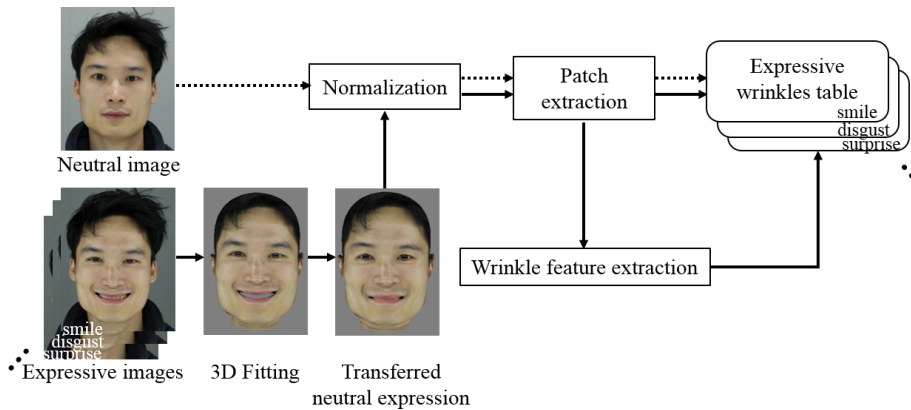 Neutral image
Normalization
Patch
extraction
Expressive
wrinkles table
smile
disgust
surprise
Wrinkle feature extraction
smile
disgust
surprise
Expressive images
3D Fitting
Transferred
neutral expression